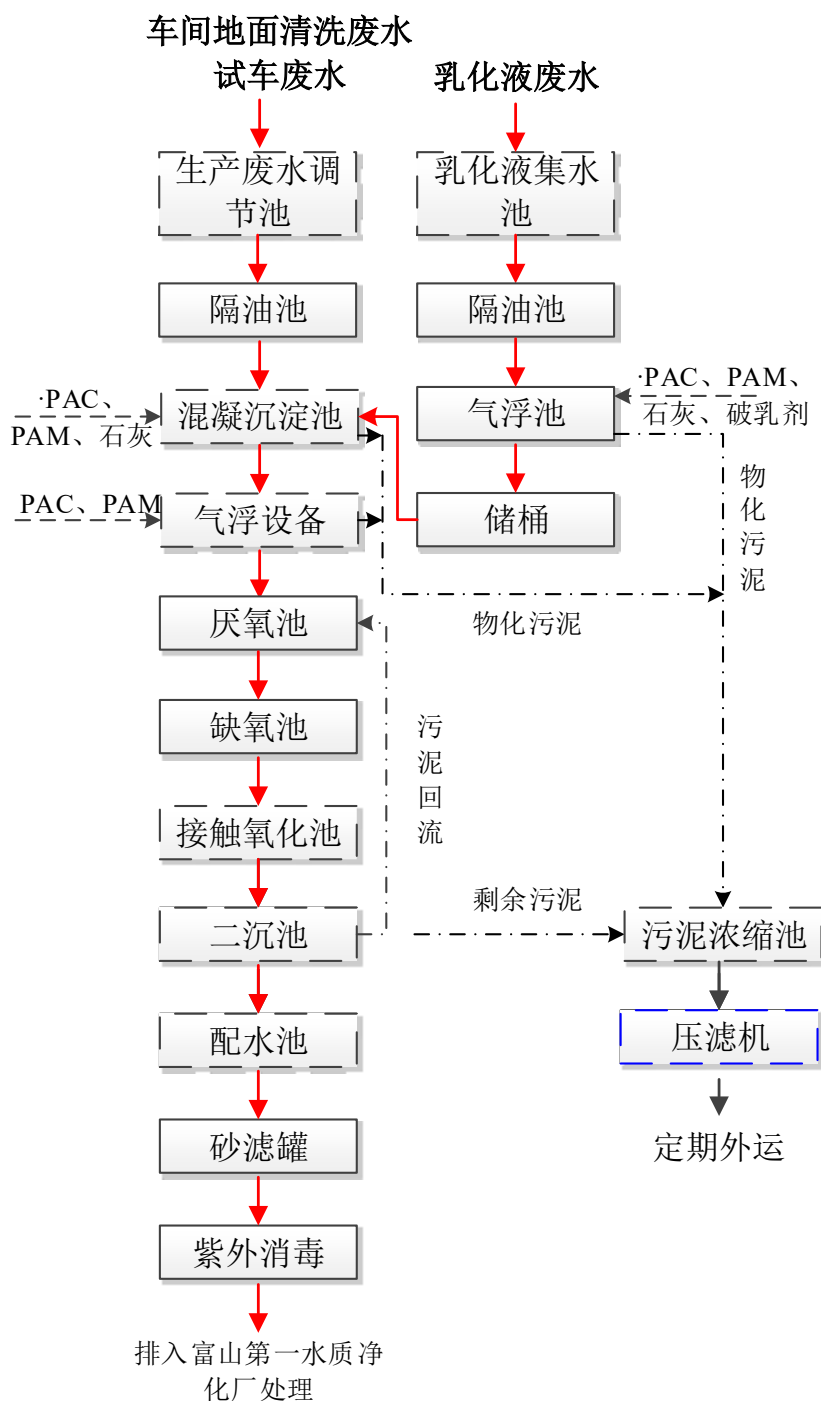 车间地面清洗废水
试车废水
乳化液废水
生产废水调
节池
乳化液集水
池
隔油池
隔油池
·PAC、
PAM、石灰
混凝沉淀池
气浮池
·PAC、PAM、
石灰、破乳剂
PAC、PAM
气浮设备
储桶
物
化
污
泥
厌氧池
物化污泥
缺氧池
污
泥
回
流
接触氧化池
二沉池
剩余污泥
污泥浓缩池
配水池
压滤机
砂滤罐
定期外运
紫外消毒
排入富山第一水质净
化厂处理